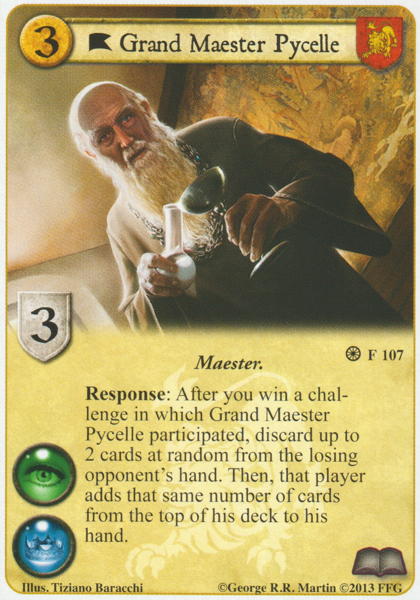 3
Grand Maester Pycelle
3
Maester.
F 107
Response: After you win a chal-
lenge in which Grand Maester
Pycelle participated, discard up to
2 cards at random from the losing
opponent's hand. Then, that player
adds that same number of cards
from the top of his deck to his
hand.
Illus. Tiziano Baracchi
©George R.R. Martin ©2013 FFG